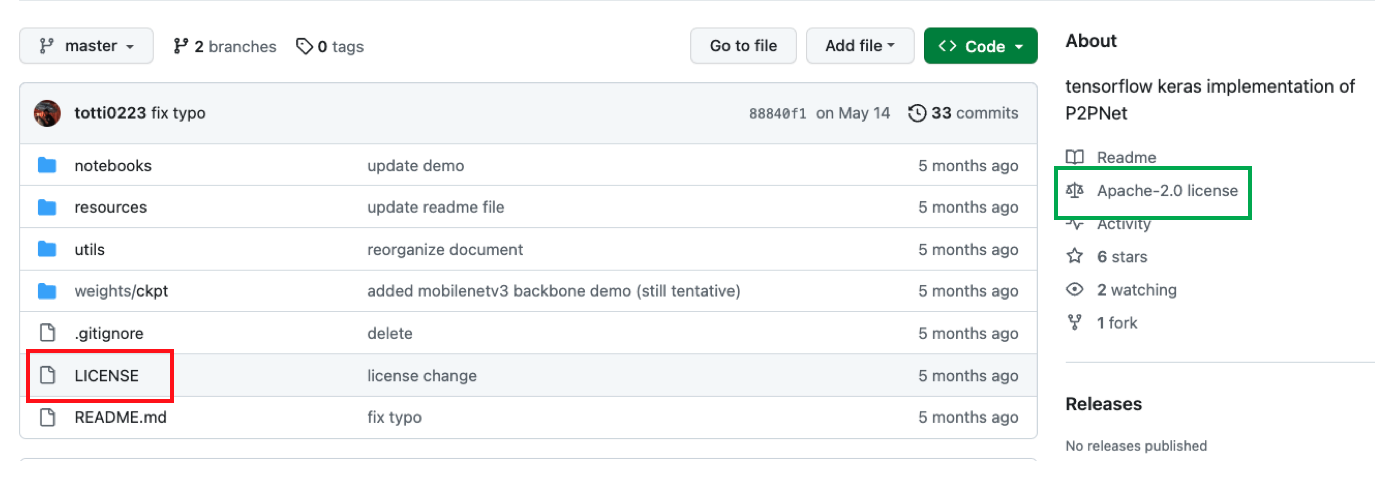 master 2 branches 0 tags Go to file Add file Code
totti0223 fix typo 88840f1 on May 14 33 commits
notebooks update demo 5 months ago
resources update readme file 5 months ago
utils reorganize document 5 months ago
weights/ckpt added mobilenetv3 backbone demo (still tentative) 5 months ago
.gitignore delete 5 months ago
LICENSE license change 5 months ago
README.md fix typo 5 months ago
About
tensorflow keras implementation of
P2PNet
Readme
Apache-2.0 license
Activity
6 stars
2 watching
1 fork
Releases
No releases published